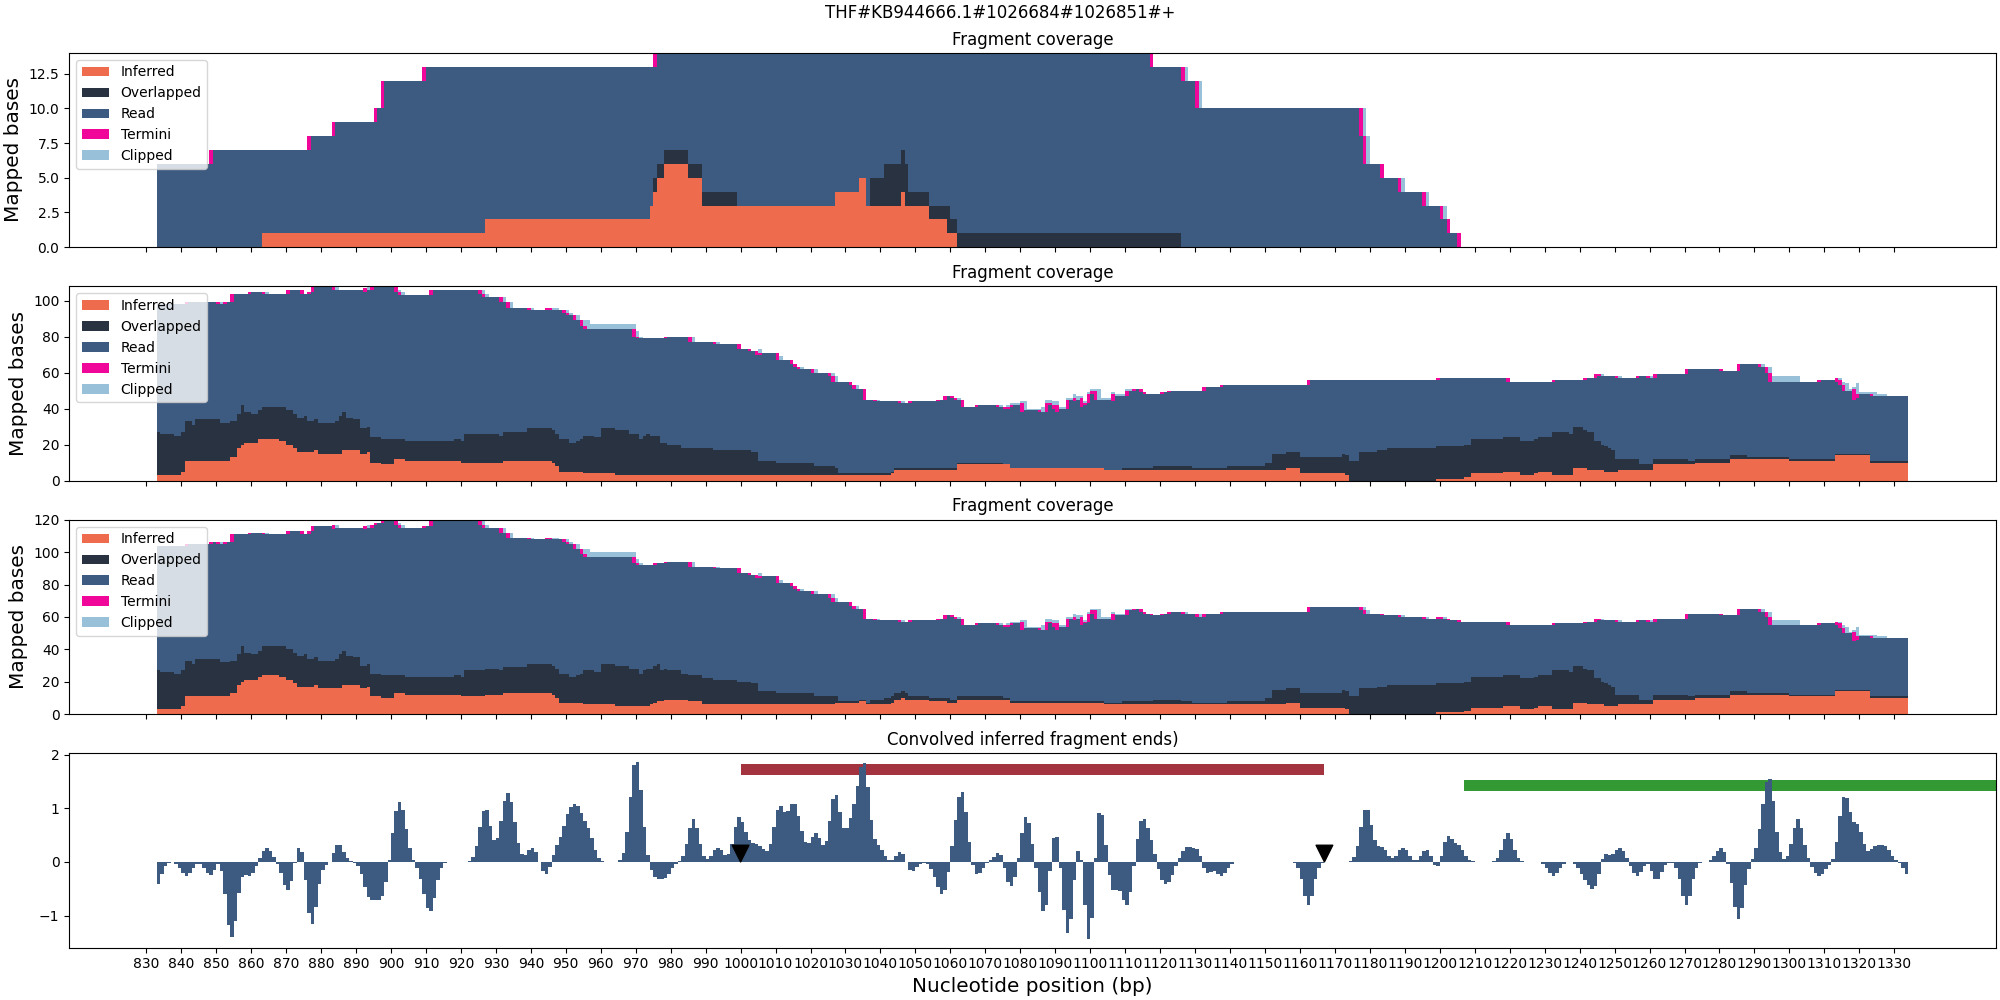 THF#KB944666.1#1026684#1026851#+
Fragment coverage
Mapped bases
12.5
10.0
7.5
5.0
2.5
0.0
Inferred
Overlapped
Read
Termini
Clipped
Fragment coverage
Mapped bases
100
80
60
40
20
0
Inferred
Overlapped
Read
Termini
Clipped
Fragment coverage
Mapped bases
120
100
80
60
40
20
0
Inferred
Overlapped
Read
Termini
Clipped
Convolved inferred fragment ends)
2
1
0
−1
830 840 850 860 870 880 890 900 910 920 930 940 950 960 970 980 990 1000 1010 1020 1030 1040 1050 1060 1070 1080 1090 1100 1110 1120 1130 1140 1150 1160 1170 1180 1190 1200 1210 1220 1230 1240 1250 1260 1270 1280 1290 1300 1310 1320 1330
Nucleotide position (bp)